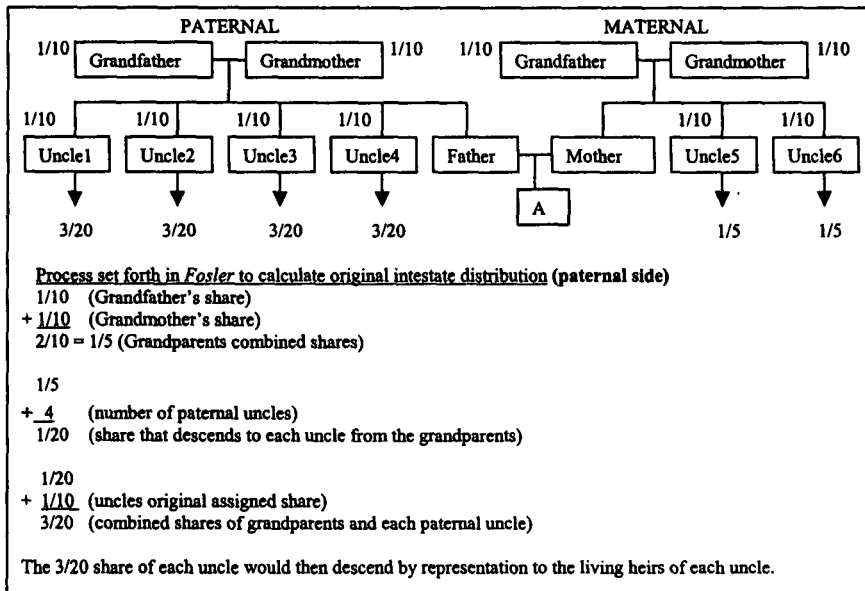 PATERNAL MATERNAL
1/10 Grandfather Grandmother 1/10 1/10 Grandfather Grandmother 1/10
1/10 1/10 1/10 1/10 1/10 1/10
Uncle1 Uncle2 Uncle3 Uncle4 Father Mother Uncle5 Uncle6
A
3/20 3/20 3/20 3/20 1/5 1/5
Process set forth in Fosler to calculate original intestate distribution (paternal side)
1/10 (Grandfather's share)
+ 1/10 (Grandmother's share)
2/10 = 1/5 (Grandparents combined shares)
1/5
+ 4 (number of paternal uncles)
1/20 (share that descends to each uncle from the grandparents)
1/20
+ 1/10 (uncles original assigned share)
3/20 (combined shares of grandparents and each paternal uncle)
The 3/20 share of each uncle would then descend by representation to the living heirs of each uncle.